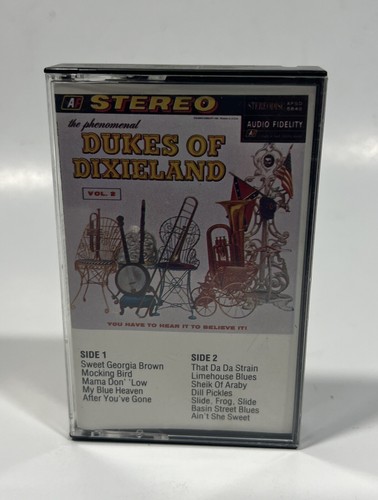 AF STEREO
AUDIO FIDELITY
the phenomenal
DUKES OF
DIXIELAND
VOL. 2
YOU HAVE TO HEAR IT TO BELIEVE IT!
SIDE 1
Sweet Georgia Brown
Mocking Bird
Mama Don' 'Low
My Blue Heaven
After You've Gone
SIDE 2
That Da Da Strain
Limehouse Blues
Sheik Of Araby
Dill Pickles
Slide, Frog, Slide
Basin Street Blues
Ain't She Sweet